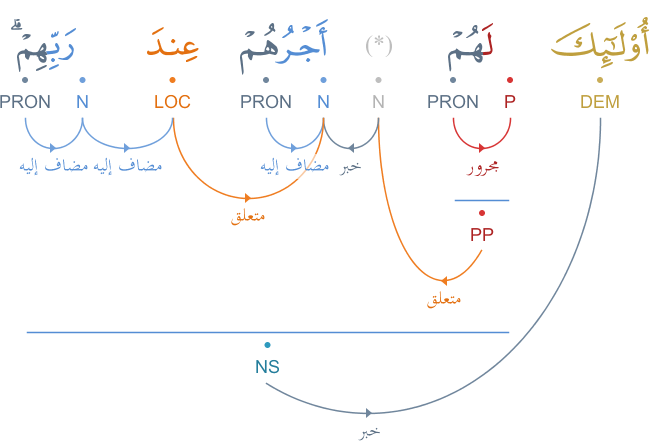 أُو۟لَـٰٓئِكَ لَهُمْ (*) أَجْرُهُمْ عِندَ رَبِّهِمْ ۗ
DEM P PRON N N PRON LOC N PRON
مجرور خبر مضاف إليه مضاف إليه مضاف إليه
متعلق
PP
متعلق
NS
خبر